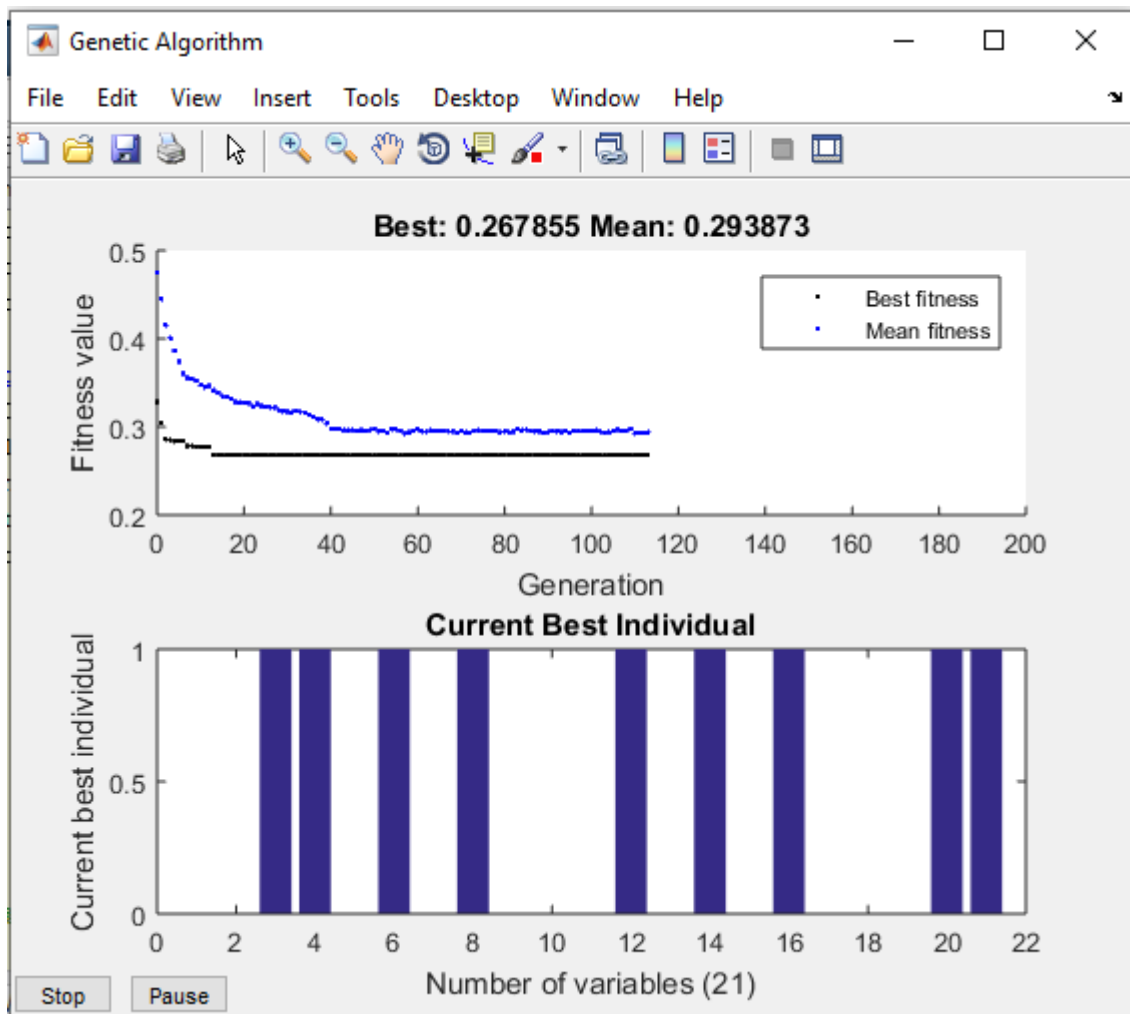 Genetic Algorithm
File Edit View Insert Tools Desktop Window Help
Best: 0.267855 Mean: 0.293873
0.5
0.4
0.3
0.2
Fitness value
Best fitness
Mean fitness
0 20 40 60 80 100 120 140 160 180 200
Generation
Current Best Individual
1
0.5
0
Current best individual
0 2 4 6 8 10 12 14 16 18 20 22
Number of variables (21)
Stop Pause